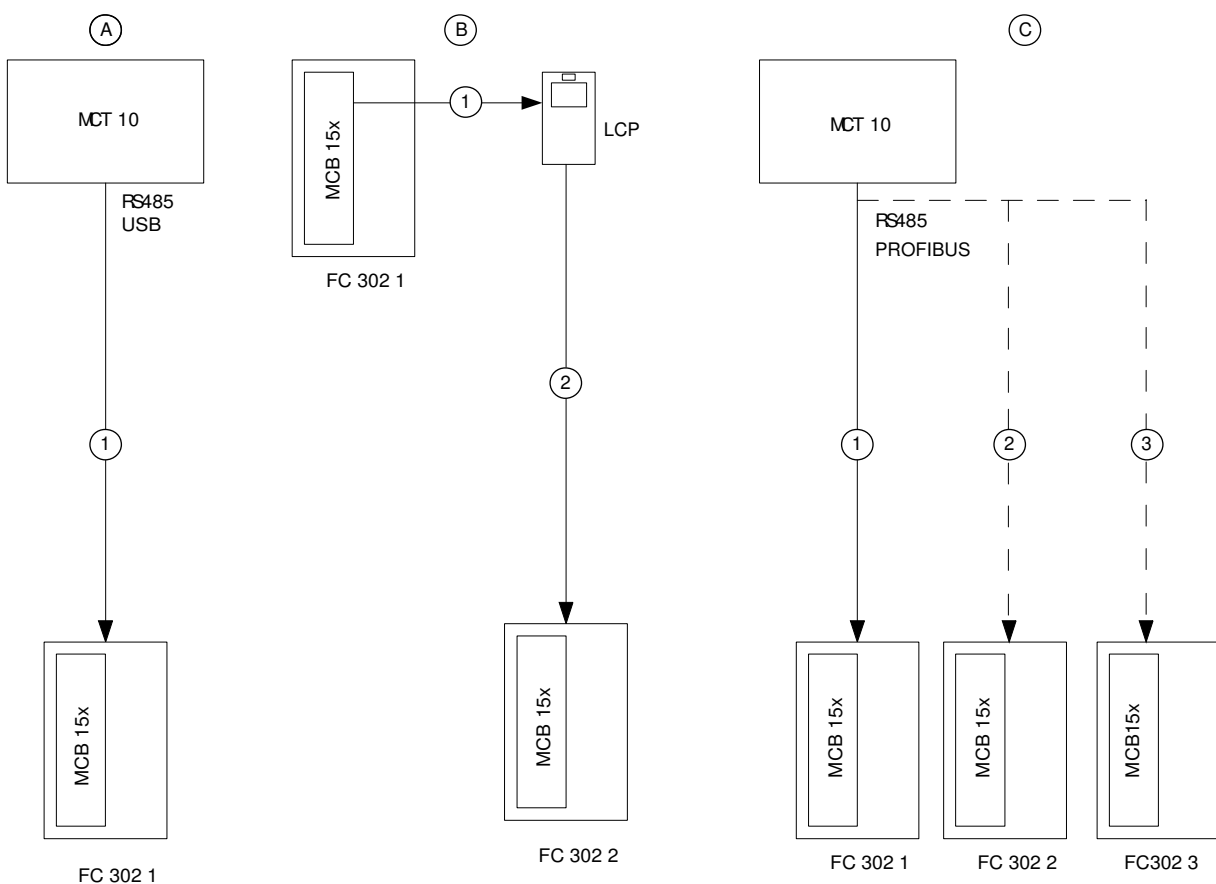 A
MCT 10
RS485
USB
1
MCB 15x
FC 302 1
B
MCB 15x
FC 302 1
1
LCP
2
MCB 15x
FC 302 2
C
MCT 10
RS485
PROFIBUS
1
2
3
MCB 15x
MCB 15x
MCB15x
FC 302 1
FC 302 2
FC302 3